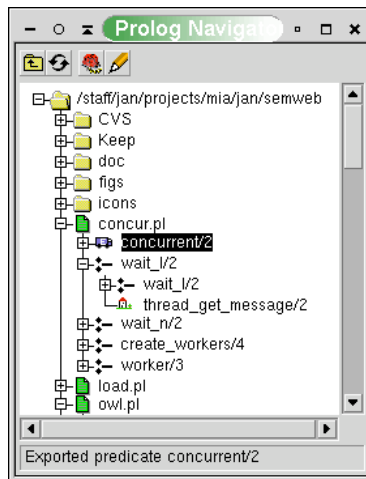 Prolog Navigator
/staff/jan/projects/mia/jan/semweb
CVS
Keep
doc
figs
icons
concur.pl
concurrent/2
wait_l/2
wait_l/2
thread_get_message/2
wait_n/2
create_workers/4
worker/3
load.pl
owl.pl
Exported predicate concurrent/2